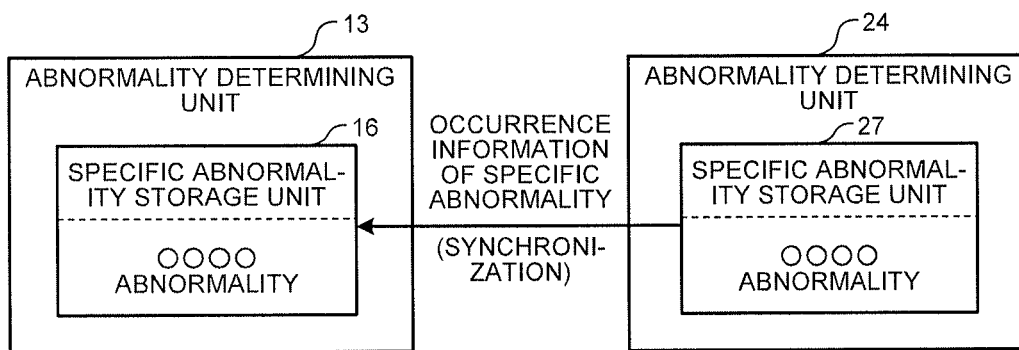 13
ABNORMALITY DETERMINING
UNIT
16
SPECIFIC ABNORMAL-
ITY STORAGE UNIT
○○○○
ABNORMALITY
OCCURRENCE
INFORMATION
OF SPECIFIC
ABNORMALITY
(SYNCHRONI-
ZATION)
24
ABNORMALITY DETERMINING
UNIT
27
SPECIFIC ABNORMAL-
ITY STORAGE UNIT
○○○○
ABNORMALITY